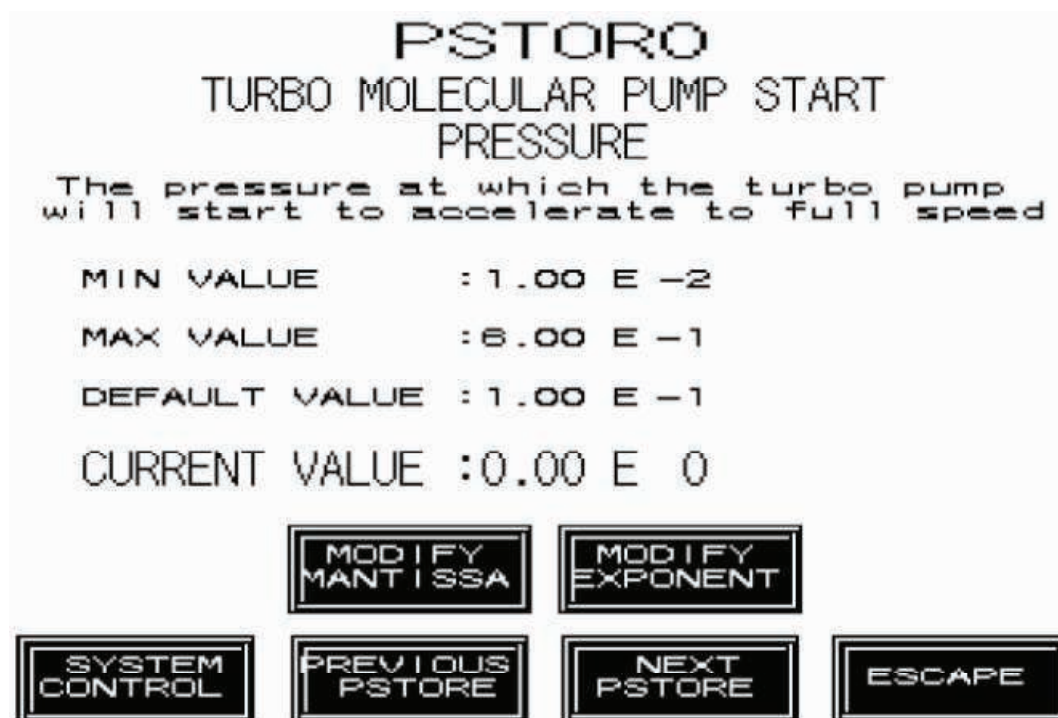 PSTORO
TURBO MOLECULAR PUMP START
PRESSURE
The pressure at which the turbo pump
will start to accelerate to full speed
MIN VALUE :1.00 E -2
MAX VALUE :6.00 E -1
DEFAULT VALUE :1.00 E -1
CURRENT VALUE :0.00 E 0
MODIFY
MANTISSA
MODIFY
EXPONENT
SYSTEM
CONTROL
PREVIOUS
PSTORE
NEXT
PSTORE
ESCAPE